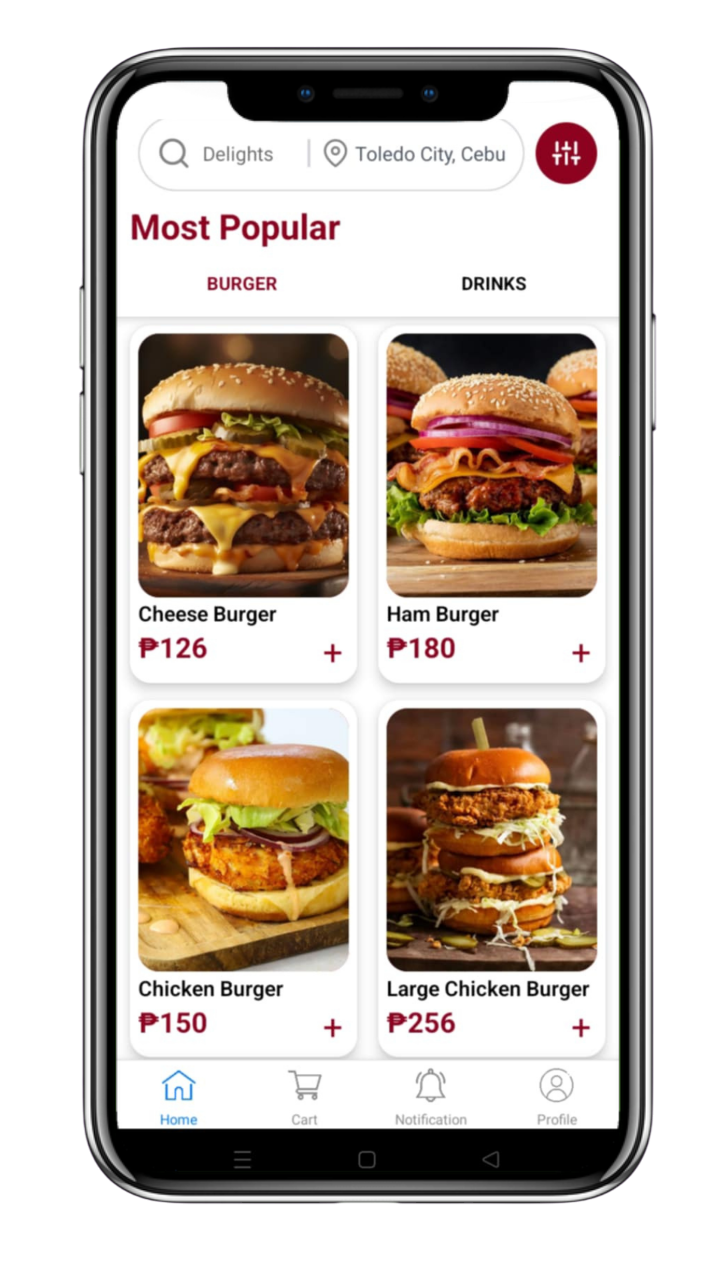 Delights Toledo City, Cebu
Most Popular
BURGER DRINKS
Cheese Burger Ham Burger
₱126 + ₱180 +
Chicken Burger Large Chicken Burger
₱150 + ₱256 +
Home Cart Notification Profile